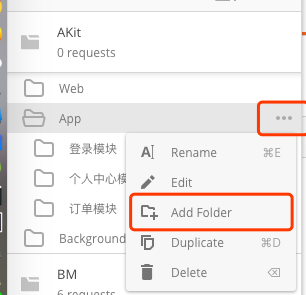 AKit
0 requests
Web
App
登录模块
个人中心模
订单模块
Background
Rename ⌘E
Edit
Add Folder
Duplicate ⌘D
Delete ⌫
BM
6 requests